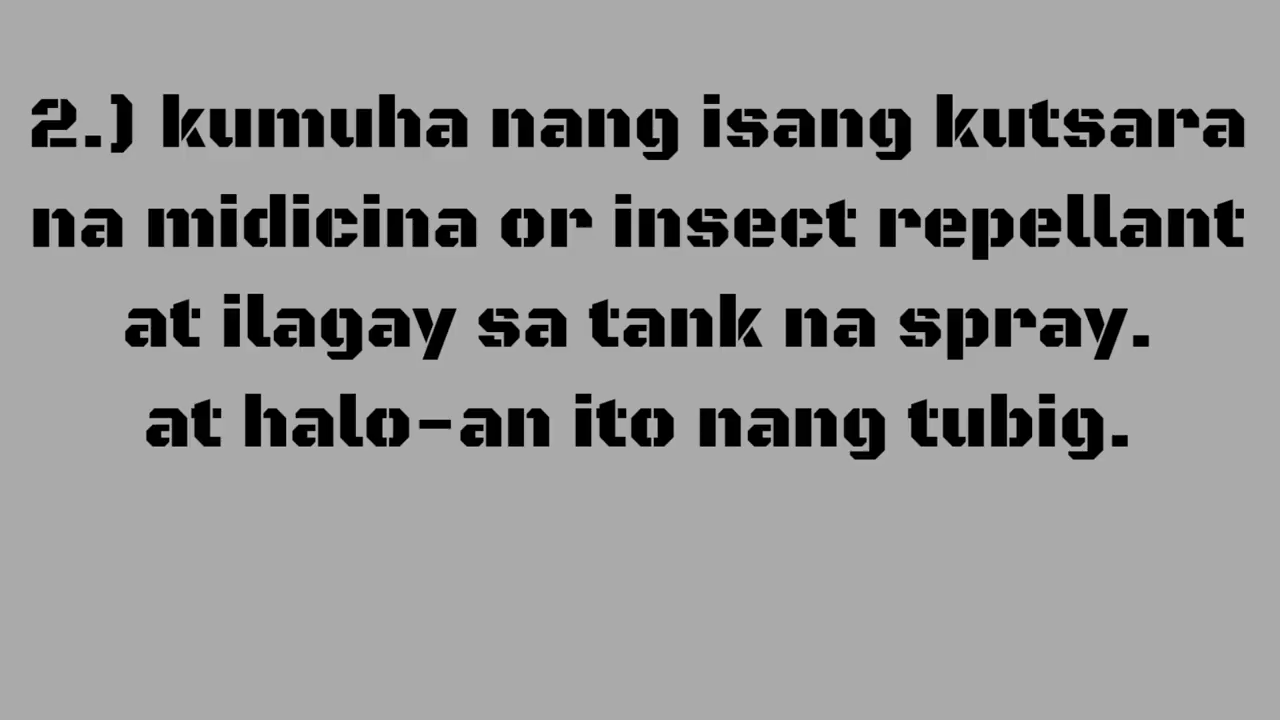 2.) kumuha nang isang kutsara
na midicina or insect repellant
at ilagay sa tank na spray.
at halo-an ito nang tubig.